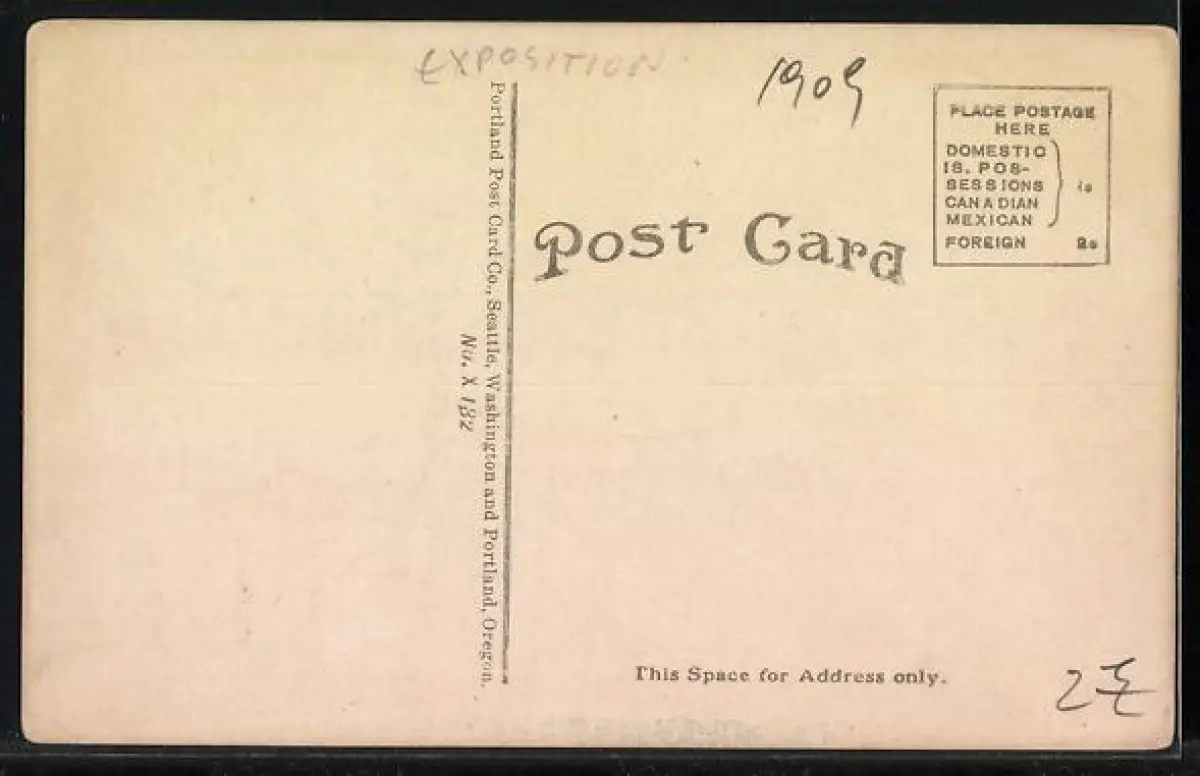 EXPOSITION
1909
PLACE POSTAGE
HERE
DOMESTIC
IS. POS-
SESSIONS
CANADIAN
MEXICAN
1c
FOREIGN 2c
Post Card
Portland Post Card Co., Seattle, Washington and Portland, Oregon.
No. X 182
This Space for Address only.